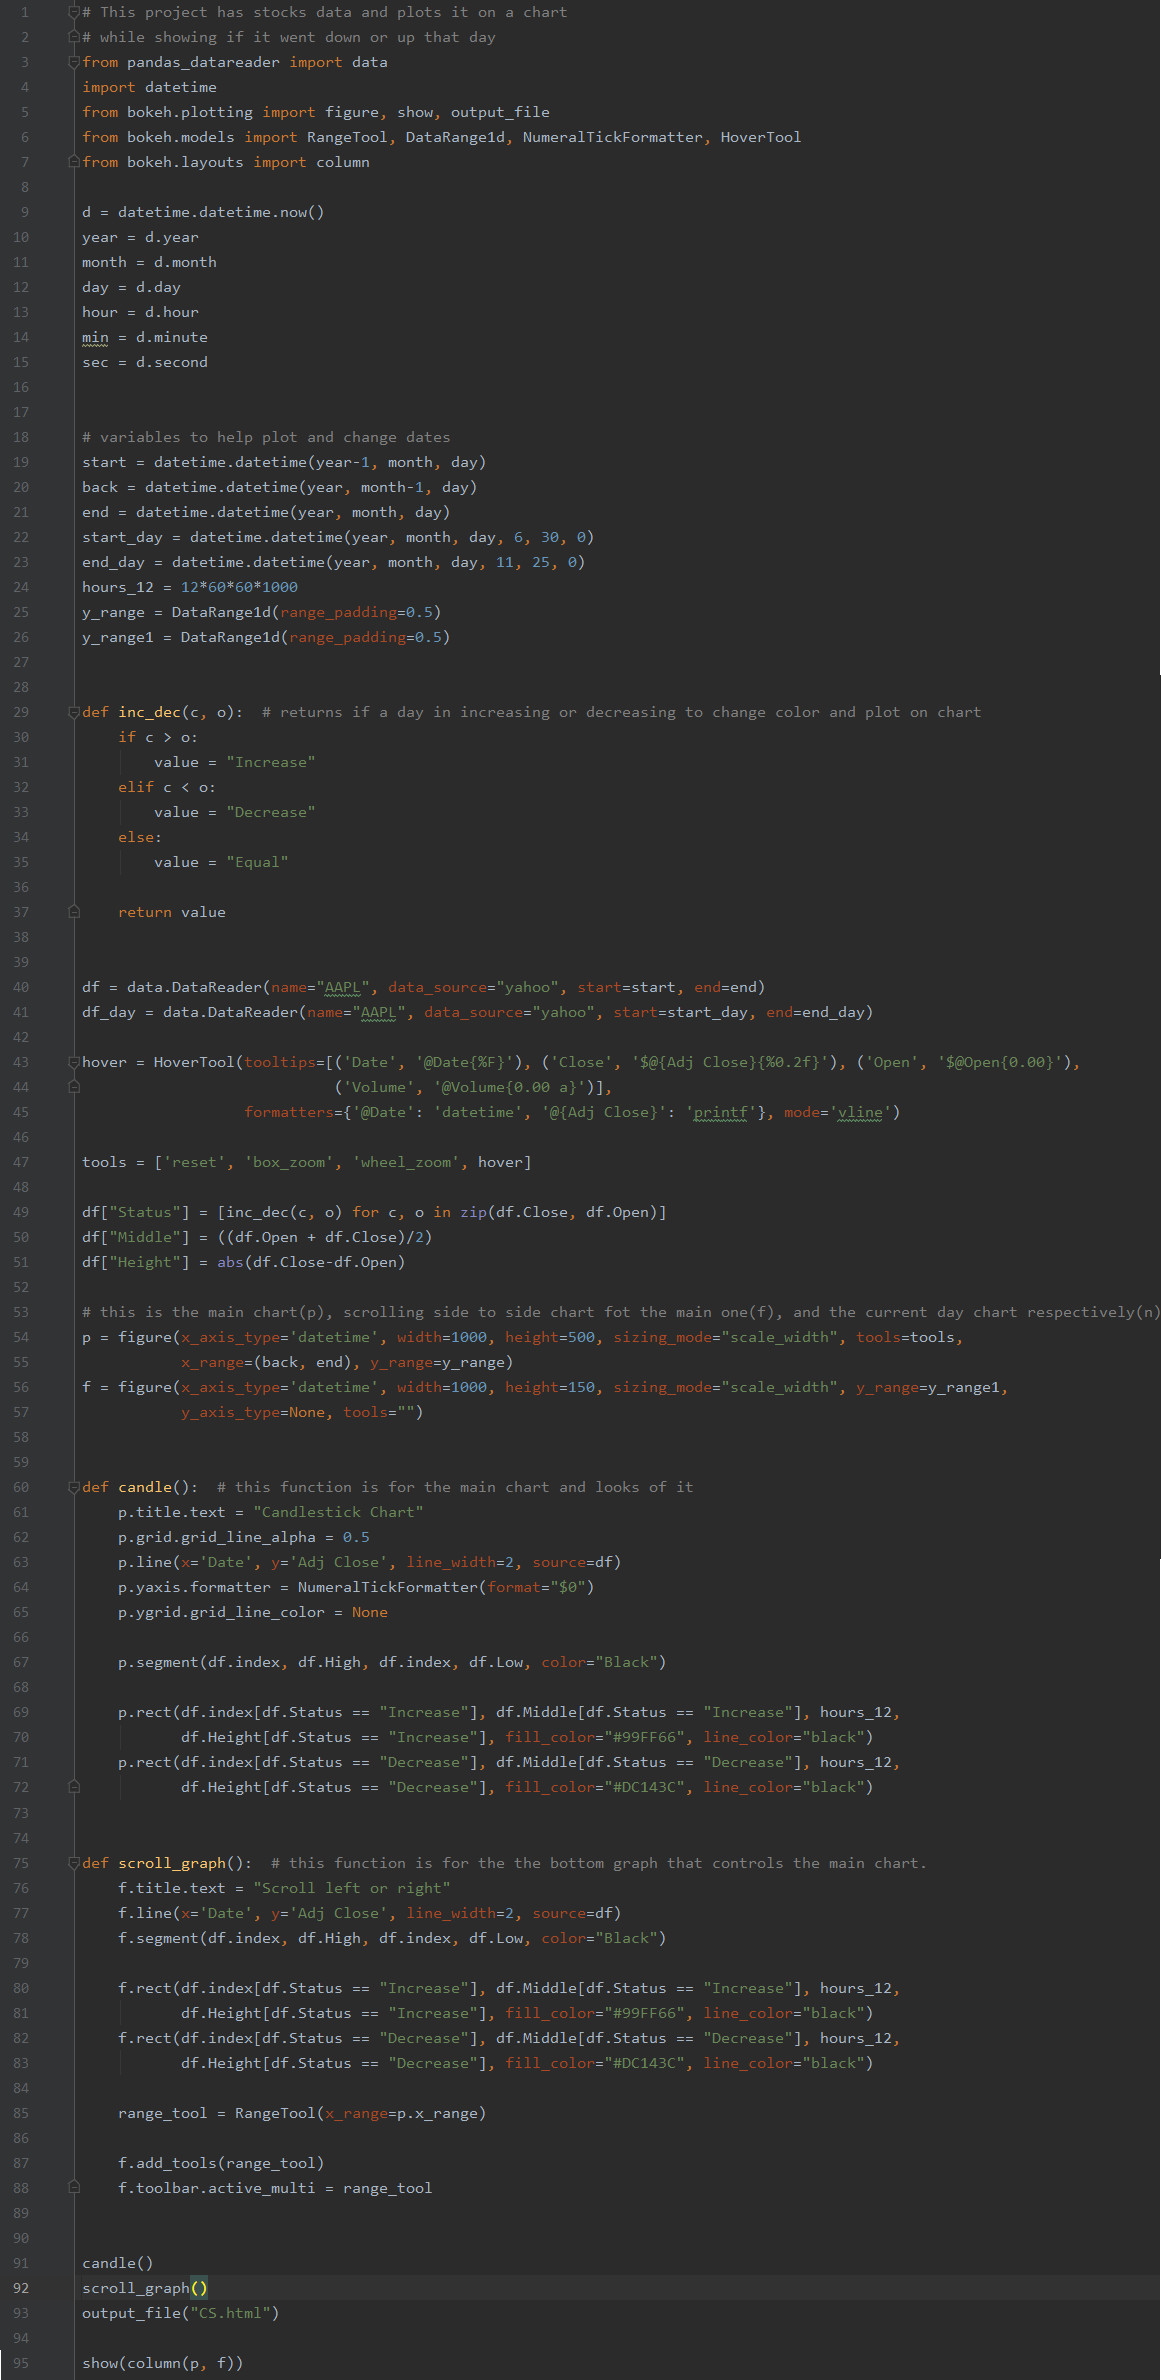 1 # This project has stocks data and plots it on a chart
2 # while showing if it went down or up that day
3 from pandas_datareader import data
4 import datetime
5 from bokeh.plotting import figure, show, output_file
6 from bokeh.models import RangeTool, DataRange1d, NumeralTickFormatter, HoverTool
7 from bokeh.layouts import column
8
9 d = datetime.datetime.now()
10 year = d.year
11 month = d.month
12 day = d.day
13 hour = d.hour
14 min = d.minute
15 sec = d.second
16
17
18 # variables to help plot and change dates
19 start = datetime.datetime(year-1, month, day)
20 back = datetime.datetime(year, month-1, day)
21 end = datetime.datetime(year, month, day)
22 start_day = datetime.datetime(year, month, day, 6, 30, 0)
23 end_day = datetime.datetime(year, month, day, 11, 25, 0)
24 hours_12 = 12*60*60*1000
25 y_range = DataRange1d(range_padding=0.5)
26 y_range1 = DataRange1d(range_padding=0.5)
27
28
29 def inc_dec(c, o):  # returns if a day in increasing or decreasing to change color and plot on chart
30     if c > o:
31         value = "Increase"
32     elif c < o:
33         value = "Decrease"
34     else:
35         value = "Equal"
36
37     return value
38
39
40 df = data.DataReader(name="AAPL", data_source="yahoo", start=start, end=end)
41 df_day = data.DataReader(name="AAPL", data_source="yahoo", start=start_day, end=end_day)
42
43 hover = HoverTool(tooltips=[('Date', '@Date{%F}'), ('Close', '$@{Adj Close}{%0.2f}'), ('Open', '$@Open{0.00}'),
44                             ('Volume', '@Volume{0.00 a}')],
45                   formatters={'@Date': 'datetime', '@{Adj Close}': 'printf'}, mode='vline')
46
47 tools = ['reset', 'box_zoom', 'wheel_zoom', hover]
48
49 df["Status"] = [inc_dec(c, o) for c, o in zip(df.Close, df.Open)]
50 df["Middle"] = ((df.Open + df.Close)/2)
51 df["Height"] = abs(df.Close-df.Open)
52
53 # this is the main chart(p), scrolling side to side chart fot the main one(f), and the current day chart respectively(n)
54 p = figure(x_axis_type='datetime', width=1000, height=500, sizing_mode="scale_width", tools=tools,
55            x_range=(back, end), y_range=y_range)
56 f = figure(x_axis_type='datetime', width=1000, height=150, sizing_mode="scale_width", y_range=y_range1,
57            y_axis_type=None, tools="")
58
59
60 def candle():  # this function is for the main chart and looks of it
61     p.title.text = "Candlestick Chart"
62     p.grid.grid_line_alpha = 0.5
63     p.line(x='Date', y='Adj Close', line_width=2, source=df)
64     p.yaxis.formatter = NumeralTickFormatter(format="$0")
65     p.ygrid.grid_line_color = None
66
67     p.segment(df.index, df.High, df.index, df.Low, color="Black")
68
69     p.rect(df.index[df.Status == "Increase"], df.Middle[df.Status == "Increase"], hours_12,
70            df.Height[df.Status == "Increase"], fill_color="#99FF66", line_color="black")
71     p.rect(df.index[df.Status == "Decrease"], df.Middle[df.Status == "Decrease"], hours_12,
72            df.Height[df.Status == "Decrease"], fill_color="#DC143C", line_color="black")
73
74
75 def scroll_graph():  # this function is for the the bottom graph that controls the main chart.
76     f.title.text = "Scroll left or right"
77     f.line(x='Date', y='Adj Close', line_width=2, source=df)
78     f.segment(df.index, df.High, df.index, df.Low, color="Black")
79
80     f.rect(df.index[df.Status == "Increase"], df.Middle[df.Status == "Increase"], hours_12,
81            df.Height[df.Status == "Increase"], fill_color="#99FF66", line_color="black")
82     f.rect(df.index[df.Status == "Decrease"], df.Middle[df.Status == "Decrease"], hours_12,
83            df.Height[df.Status == "Decrease"], fill_color="#DC143C", line_color="black")
84
85     range_tool = RangeTool(x_range=p.x_range)
86
87     f.add_tools(range_tool)
88     f.toolbar.active_multi = range_tool
89
90
91 candle()
92 scroll_graph()
93 output_file("CS.html")
94
95 show(column(p, f))